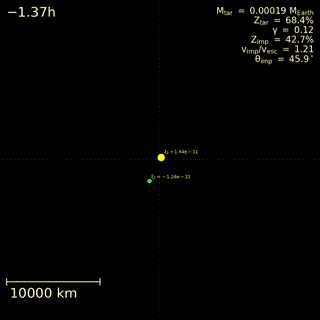 −1.37h
M_tar = 0.00019 M_Earth
Z_tar = 68.4%
γ = 0.12
Z_imp = 42.7%
v_imp/v_esc = 1.21
θ_imp = 45.9°
10000 km